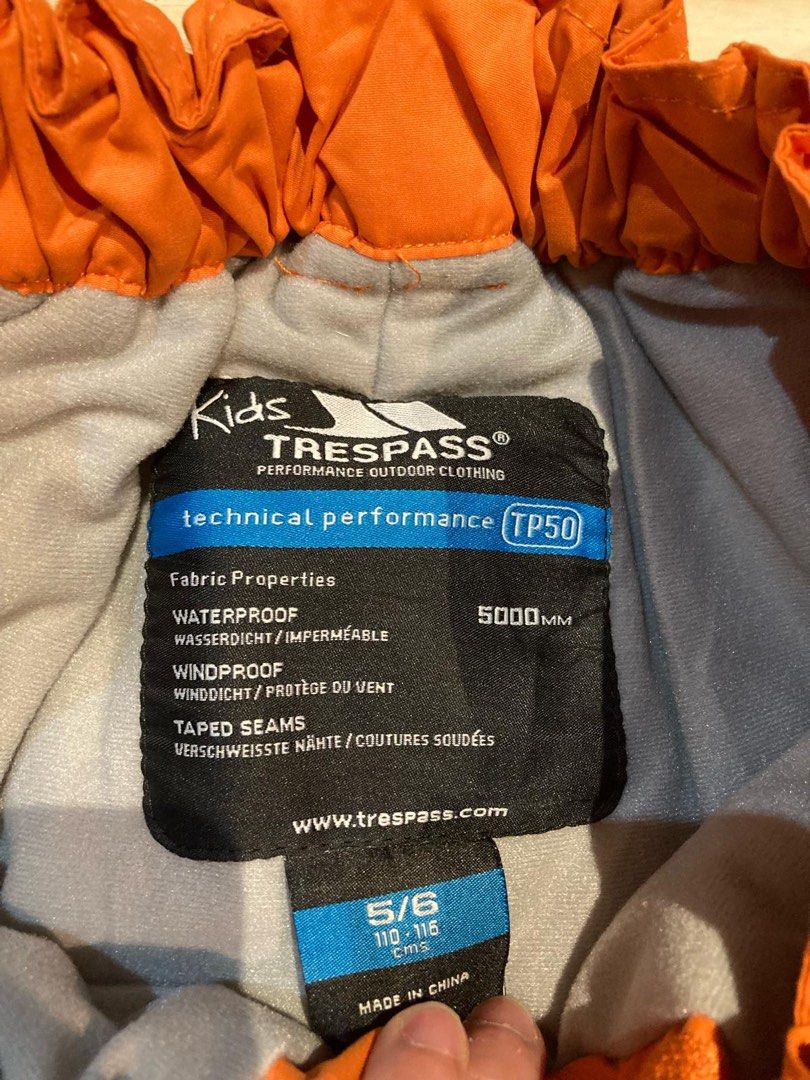 Kids
TRESPASS®
PERFORMANCE OUTDOOR CLOTHING
technical performance TP50
Fabric Properties
WATERPROOF 5000MM
WASSERDICHT/IMPERMÉABLE
WINDPROOF
WINDDICHT/PROTÈGE DU VENT
TAPED SEAMS
VERSCHWEISSTE NÄHTE/COUTURES SOUDÉES
www.trespass.com
5/6
110-116
cms
MADE IN CHINA